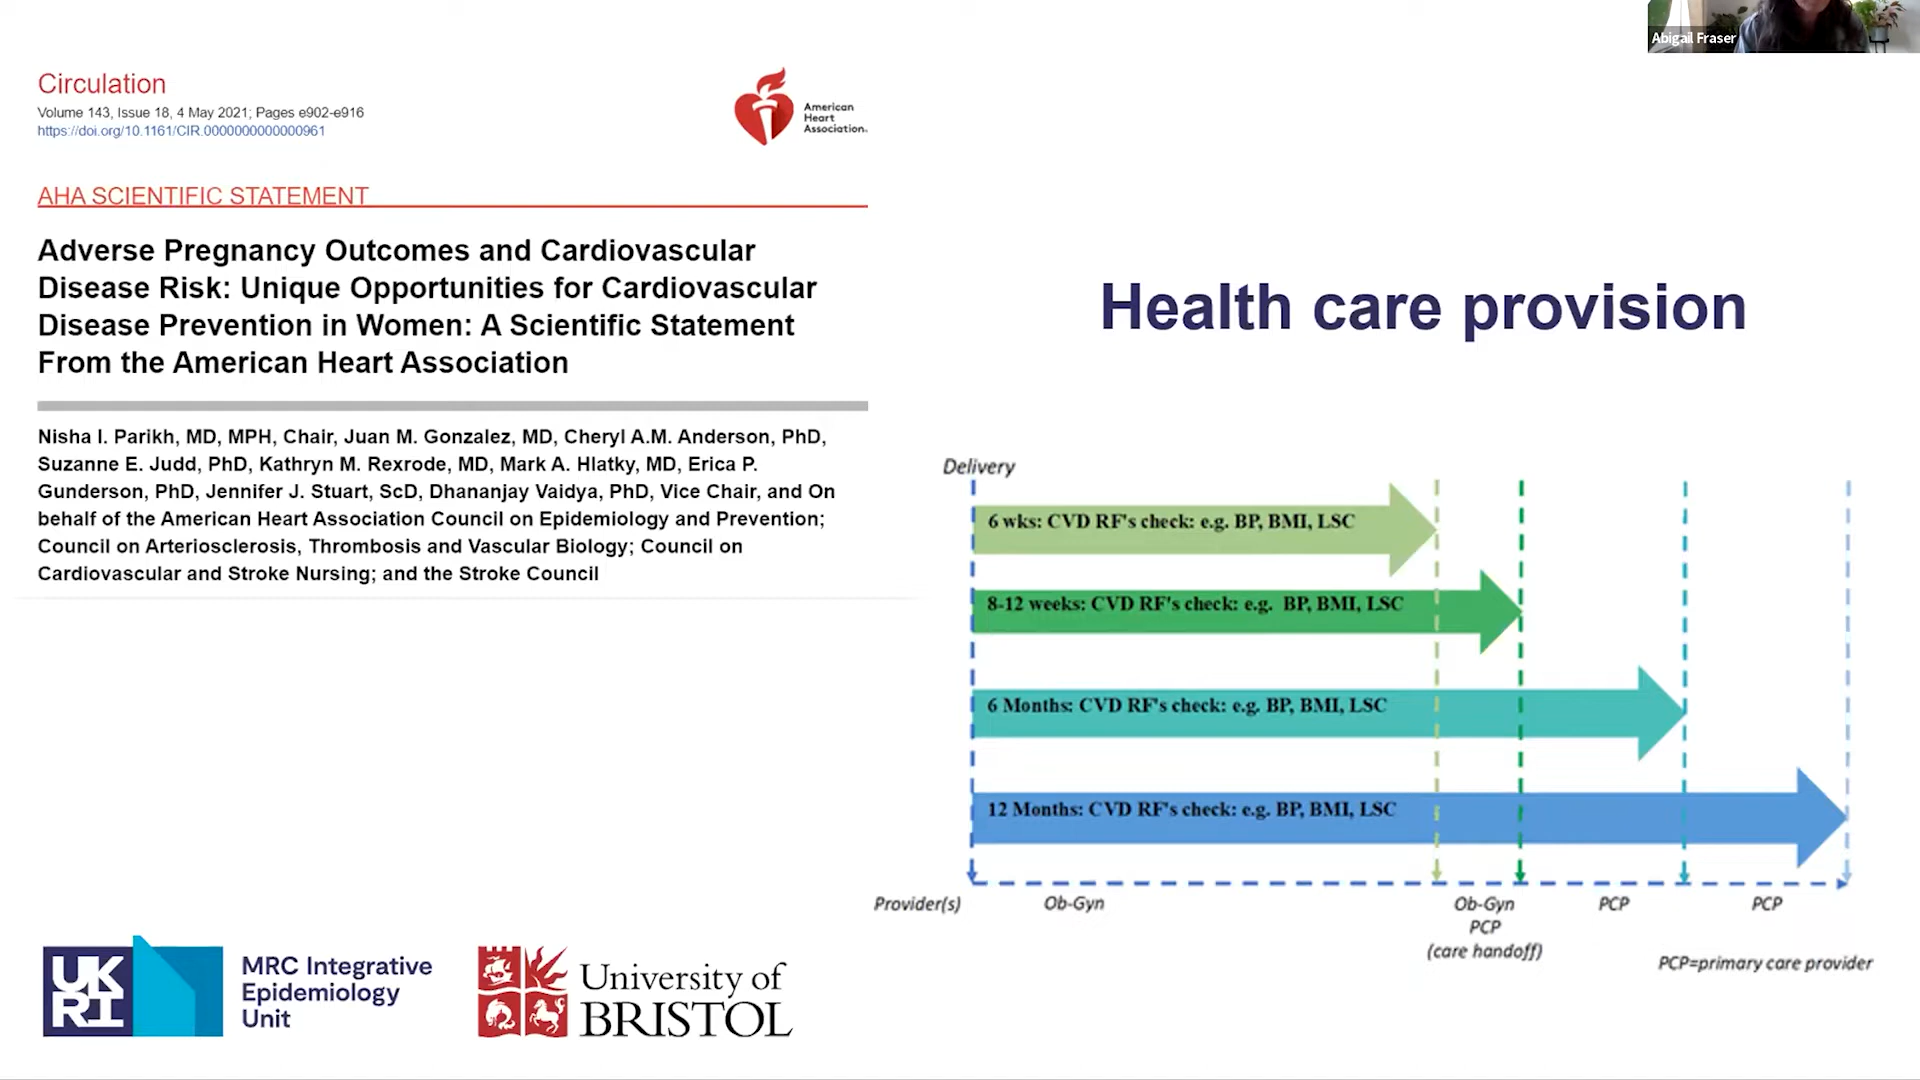 Abigail Fraser
Circulation
Volume 143, Issue 18, 4 May 2021; Pages e902-e916
https://doi.org/10.1161/CIR.0000000000000961
American
Heart
Association.
AHA SCIENTIFIC STATEMENT
Adverse Pregnancy Outcomes and Cardiovascular
Disease Risk: Unique Opportunities for Cardiovascular
Disease Prevention in Women: A Scientific Statement
From the American Heart Association
Nisha I. Parikh, MD, MPH, Chair, Juan M. Gonzalez, MD, Cheryl A.M. Anderson, PhD,
Suzanne E. Judd, PhD, Kathryn M. Rexrode, MD, Mark A. Hlatky, MD, Erica P.
Gunderson, PhD, Jennifer J. Stuart, ScD, Dhananjay Vaidya, PhD, Vice Chair, and On
behalf of the American Heart Association Council on Epidemiology and Prevention;
Council on Arteriosclerosis, Thrombosis and Vascular Biology; Council on
Cardiovascular and Stroke Nursing; and the Stroke Council
Health care provision
Delivery
6 wks: CVD RF's check: e.g. BP, BMI, LSC
8-12 weeks: CVD RF's check: e.g. BP, BMI, LSC
6 Months: CVD RF's check: e.g. BP, BMI, LSC
12 Months: CVD RF's check: e.g. BP, BMI, LSC
Provider(s)
Ob-Gyn
Ob-Gyn
PCP
(care handoff)
PCP
PCP
PCP=primary care provider
UK
RI
MRC Integrative
Epidemiology
Unit
University of
BRISTOL